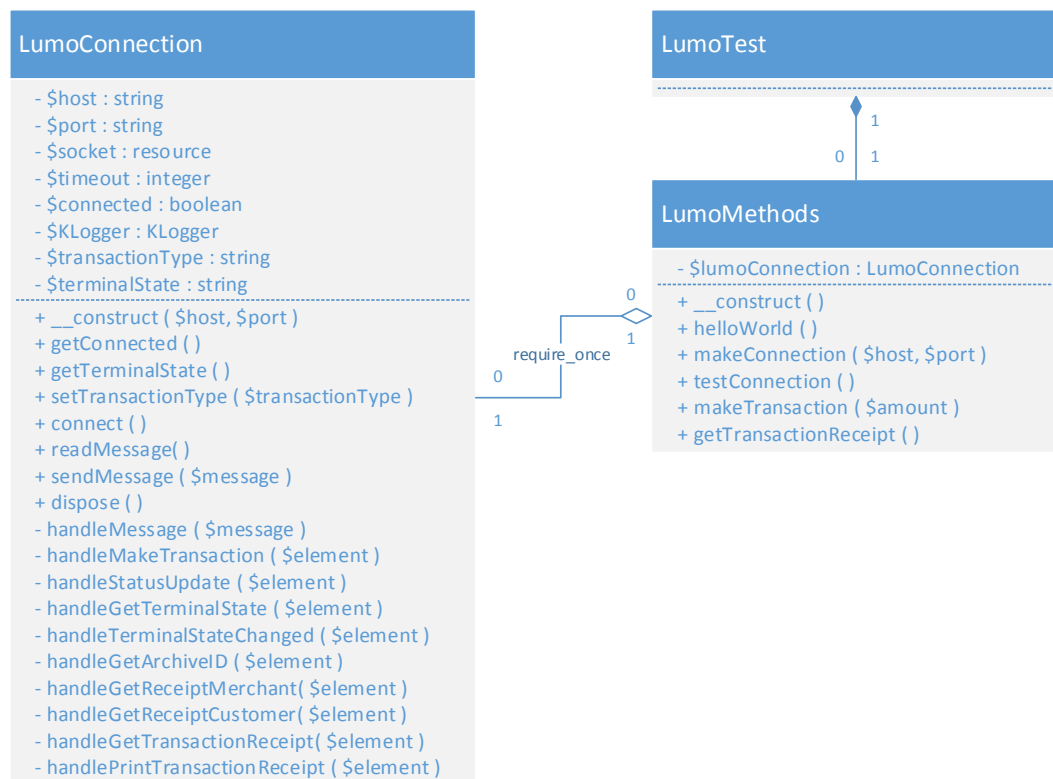 LumoConnection
- $host : string
- $port : string
- $socket : resource
- $timeout : integer
- $connected : boolean
- $KLogger : KLogger
- $transactionType : string
- $terminalState : string
+ __construct ( $host, $port )
+ getConnected ( )
+ getTerminalState ( )
+ setTransactionType ( $transactionType )
+ connect ( )
+ readMessage( )
+ sendMessage ( $message )
+ dispose ( )
- handleMessage ( $message )
- handleMakeTransaction ( $element )
- handleStatusUpdate ( $element )
- handleGetTerminalState ( $element )
- handleTerminalStateChanged ( $element )
- handleGetArchiveID ( $element )
- handleGetReceiptMerchant( $element )
- handleGetReceiptCustomer( $element )
- handleGetTransactionReceipt( $element )
- handlePrintTransactionReceipt ( $element )
0
1
require_once
0
1
LumoTest
1
0 1
LumoMethods
- $lumoConnection : LumoConnection
+ __construct ( )
+ helloWorld ( )
+ makeConnection ( $host, $port )
+ testConnection ( )
+ makeTransaction ( $amount )
+ getTransactionReceipt ( )